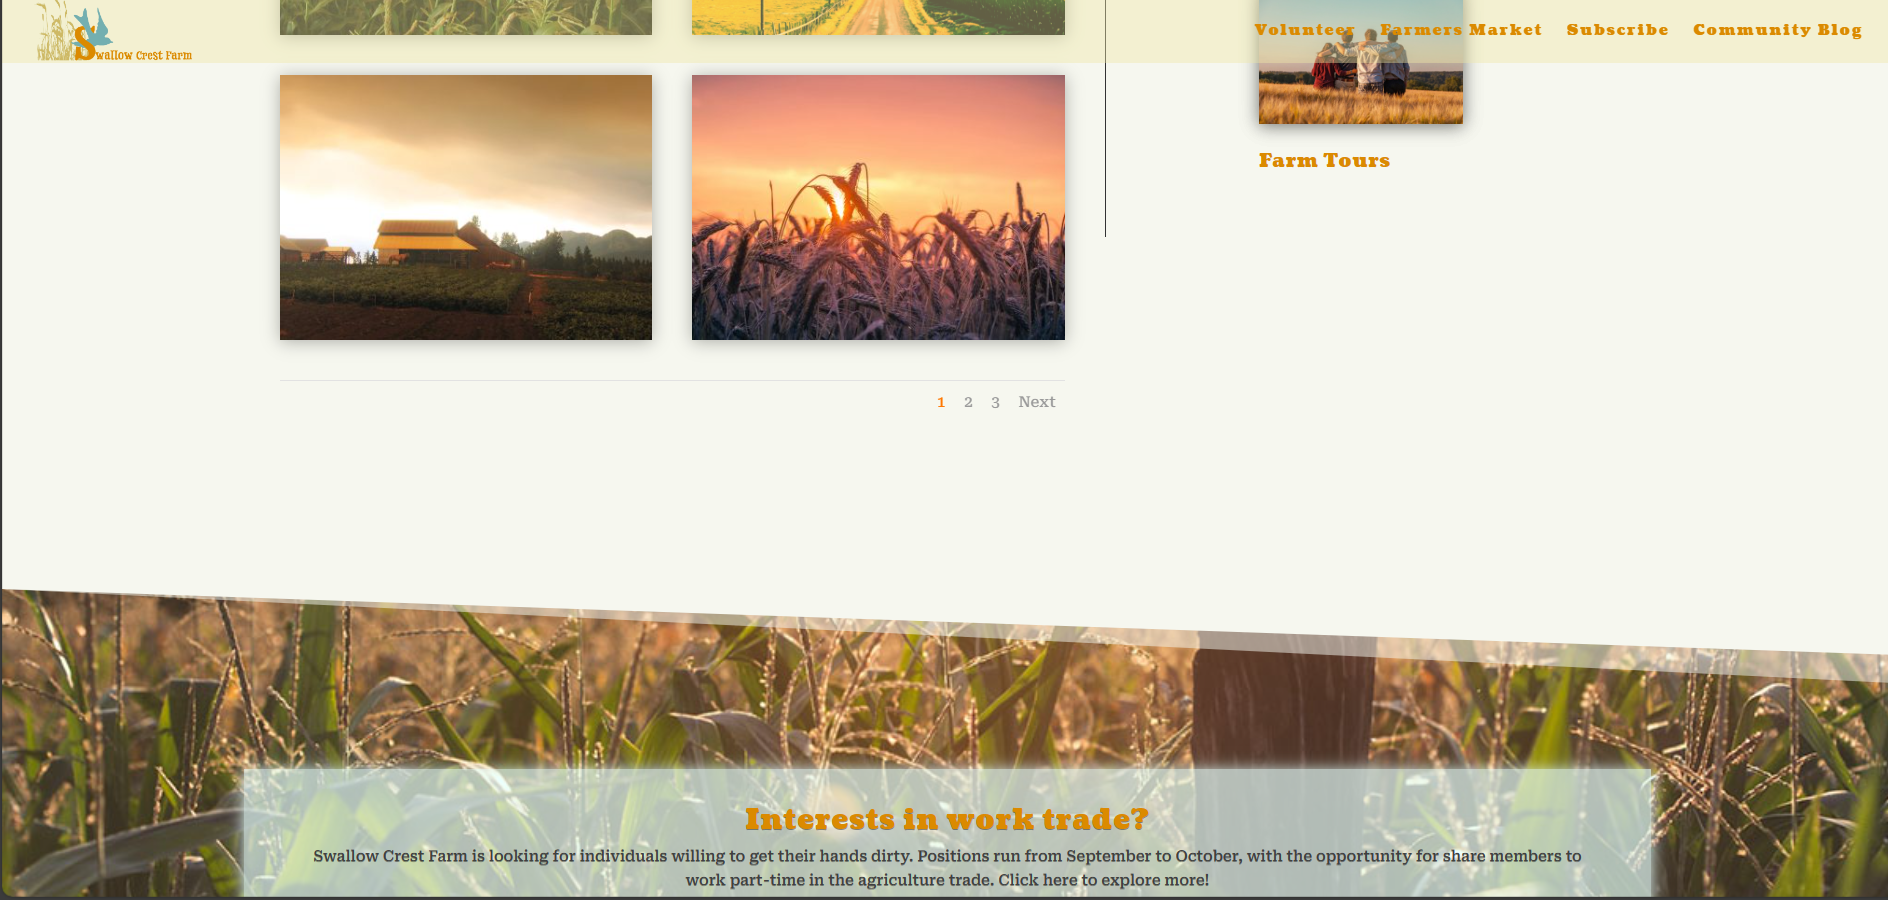 Swallow Crest Farm
Volunteer Farmers Market Subscribe Community Blog
Farm Tours
1 2 3 Next
Interests in work trade?
Swallow Crest Farm is looking for individuals willing to get their hands dirty. Positions run from September to October, with the opportunity for share members to
work part-time in the agriculture trade. Click here to explore more!